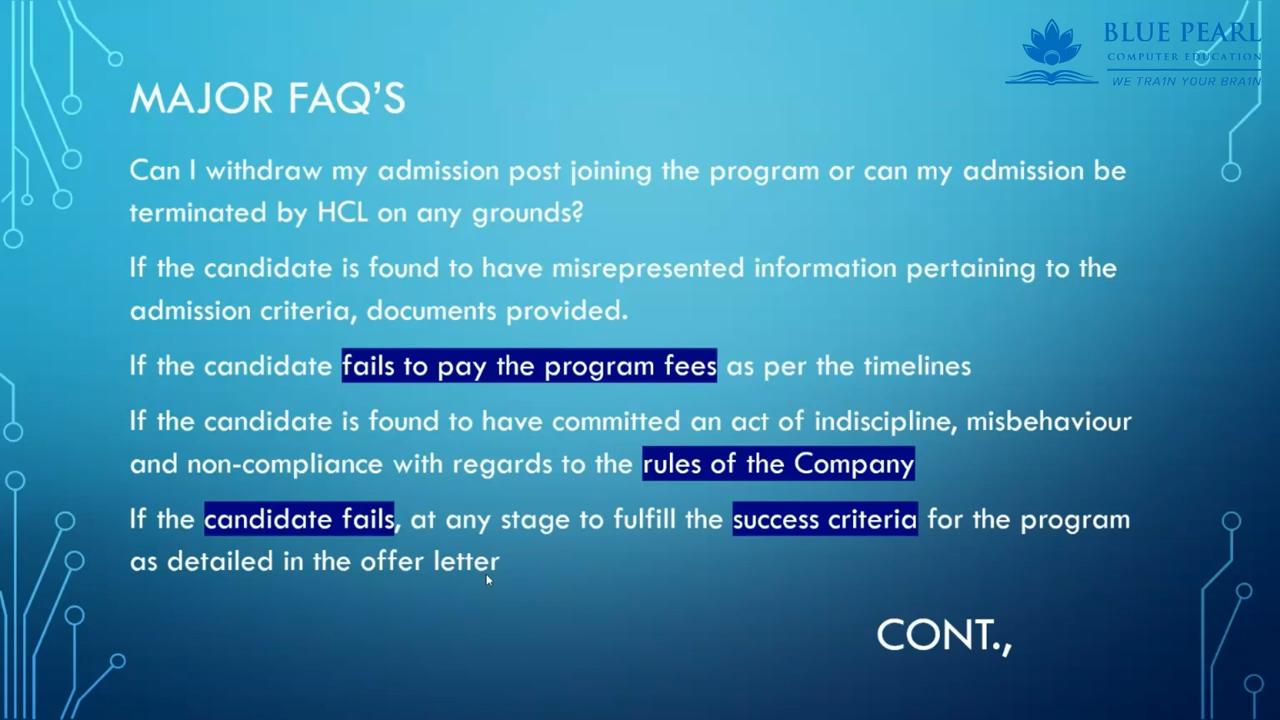 BLUE PEARL
COMPUTER EDUCATION
WE TRA1N YOUR BRA1N
MAJOR FAQ'S
Can I withdraw my admission post joining the program or can my admission be
terminated by HCL on any grounds?
If the candidate is found to have misrepresented information pertaining to the
admission criteria, documents provided.
If the candidate fails to pay the program fees as per the timelines
If the candidate is found to have committed an act of indiscipline, misbehaviour
and non-compliance with regards to the rules of the Company
If the candidate fails, at any stage to fulfill the success criteria for the program
as detailed in the offer letter
CONT.,